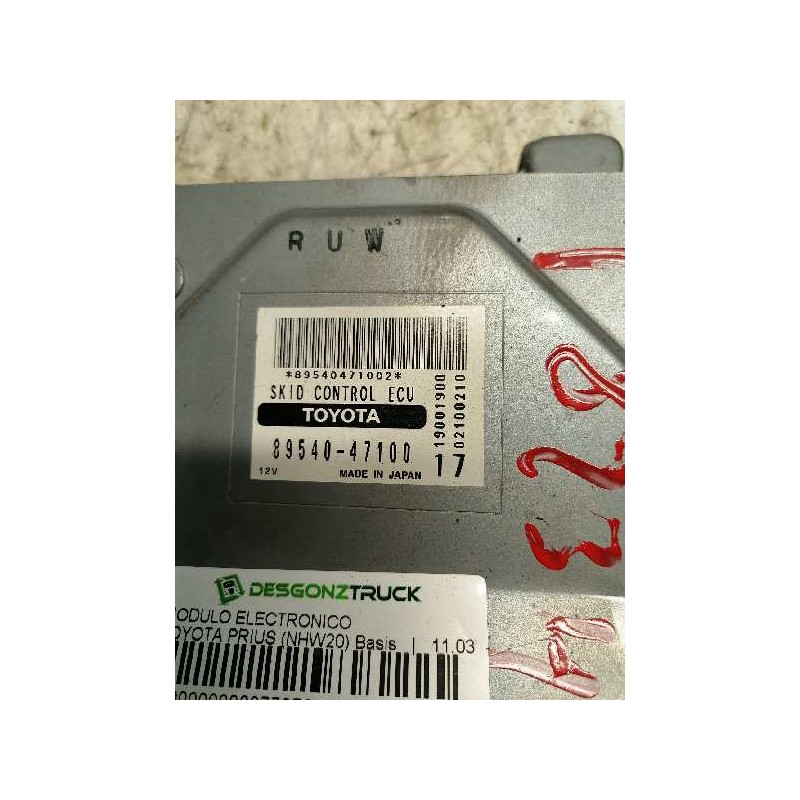 RUW
*89540471002*
SKID CONTROL ECU
TOYOTA
89540-47100
12V
MADE IN JAPAN
17
19001900
02100210
DESGONZTRUCK
ODULO ELECTRONICO
OYOTA PRIUS (NHW20) Basis | 11.03